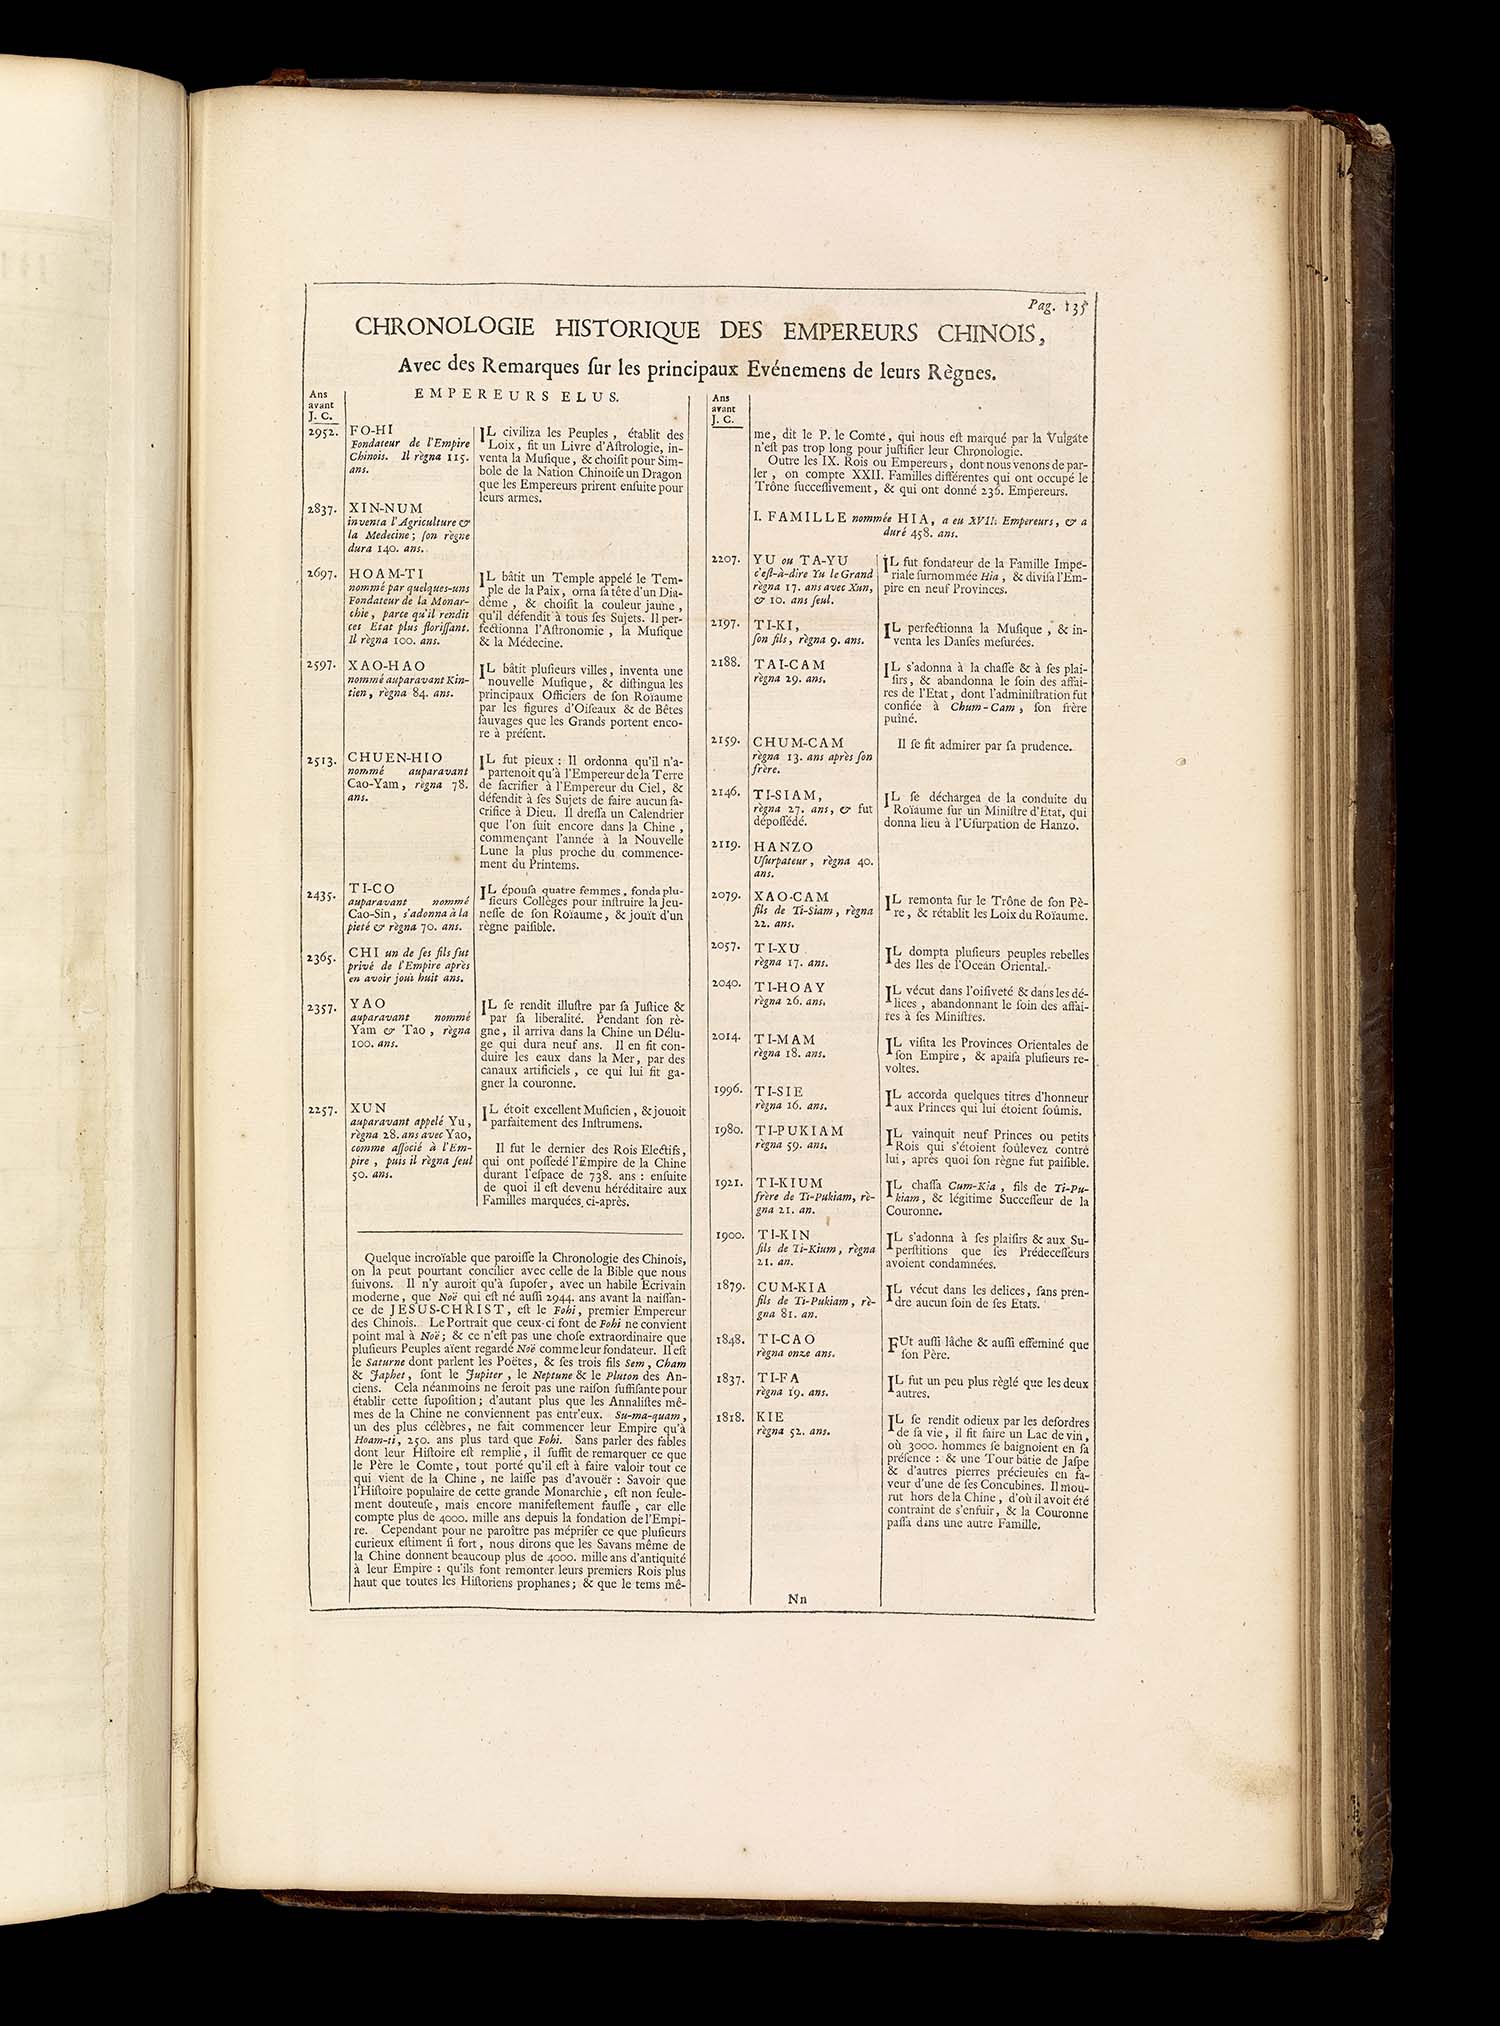 Pag. 135
CHRONOLOGIE HISTORIQUE DES EMPEREURS CHINOIS,
Avec des Remarques ſur les principaux Evénemens de leurs Règnes.
Ans
avant
J. C.
EMPEREURS ELUS.
2952. FO-HI
Fondateur de l'Empire
Chinois. Il règna 115.
ans.
IL civiliza les Peuples, établit des
Loix, fit un Livre d'Aſtrologie, in-
venta la Muſique, & choiſit pour Sim-
bole de la Nation Chinoiſe un Dragon
que les Empereurs prirent enſuite pour
leurs armes.
2837. XIN-NUM
inventa l'Agriculture &
la Medecine; ſon règne
dura 140. ans.
2697. HOAM-TI
nommé par quelques-uns
Fondateur de la Monar-
chie, parce qu'il rendit
cet Etat plus floriſſant.
Il règna 100. ans.
IL bâtit un Temple appelé le Tem-
ple de la Paix, orna ſa tête d'un Dia-
dême, & choiſit la couleur jaune,
qu'il défendit à tous ſes Sujets. Il per-
fectionna l'Aſtronomie, la Muſique
& la Médecine.
2597. XAO-HAO
nommé auparavant Kin-
tien, règna 84. ans.
IL bâtit pluſieurs villes, inventa une
nouvelle Muſique, & diſtingua les
principaux Officiers de ſon Roïaume
par les figures d'Oiſeaux & de Bêtes
ſauvages que les Grands portent enco-
re à préſent.
2513. CHUEN-HIO
nommé auparavant
Cao-Yam, règna 78.
ans.
IL fut pieux: Il ordonna qu'il n'a-
partenoit qu'à l'Empereur de la Terre
de ſacrifier à l'Empereur du Ciel, &
défendit à ſes Sujets de faire aucun ſa-
crifice à Dieu. Il dreſſa un Calendrier
que l'on ſuit encore dans la Chine,
commençant l'année à la Nouvelle
Lune la plus proche du commence-
ment du Printems.
2435. TI-CO
auparavant nommé
Cao-Sin, s'adonna à la
pieté & règna 70. ans.
IL épouſa quatre femmes, fonda plu-
ſieurs Collèges pour inſtruire la Jeu-
neſſe de ſon Roïaume, & jouït d'un
règne paiſible.
2365. CHI un de ſes fils fut
privé de l'Empire après
en avoir jouï huit ans.
2357. YAO
auparavant nommé
Yam & Tao, règna
100. ans.
IL ſe rendit illuſtre par ſa Juſtice &
par ſa liberalité. Pendant ſon rè-
gne, il arriva dans la Chine un Délu-
ge qui dura neuf ans. Il en fit con-
duire les eaux dans la Mer, par des
canaux artificiels, ce qui lui fit ga-
gner la couronne.
2257. XUN
auparavant appelé Yu,
règna 28. ans avec Yao,
comme aſſocié à l'Em-
pire, puis il règna ſeul
50. ans.
IL étoit excellent Muſicien, & jouoit
parfaitement des Inſtrumens.
Il fut le dernier des Rois Electifs,
qui ont poſſedé l'Empire de la Chine
durant l'eſpace de 738. ans: enſuite
de quoi il eſt devenu héréditaire aux
Familles marquées ci-après.
Quelque incroïable que paroiſſe la Chronologie des Chinois,
on la peut pourtant concilier avec celle de la Bible que nous
ſuivons. Il n'y auroit qu'à ſupoſer, avec un habile Ecrivain
moderne, que Noë qui eſt né auſſi 2944. ans avant la naiſſan-
ce de JESUS-CHRIST, eſt le Fohi, premier Empereur
des Chinois. Le Portrait que ceux-ci font de Fohi ne convient
point mal à Noë; & ce n'eſt pas une choſe extraordinaire que
pluſieurs Peuples aïent regardé Noë comme leur fondateur. Il eſt
le Saturne dont parlent les Poëtes, & ſes trois fils Sem, Cham
& Japhet, ſont le Jupiter, le Neptune & le Pluton des An-
ciens. Cela néanmoins ne ſeroit pas une raiſon ſuffiſante pour
établir cette ſupoſition; d'autant plus que les Annaliſtes mê-
mes de la Chine ne conviennent pas entr'eux. Su-ma-quam,
un des plus célèbres, ne fait commencer leur Empire qu'à
Hoam-ti, 250. ans plus tard que Fohi. Sans parler des fables
dont leur Hiſtoire eſt remplie, il ſuffit de remarquer ce que
le Père le Comte, tout porté qu'il eſt à faire valoir tout ce
qui vient de la Chine, ne laiſſe pas d'avouër: Savoir que
l'Hiſtoire populaire de cette grande Monarchie, eſt non ſeule-
ment douteuſe, mais encore manifeſtement fauſſe, car elle
compte plus de 4000. mille ans depuis la fondation de l'Empi-
re. Cependant pour ne paroître pas mépriſer ce que pluſieurs
curieux eſtiment ſi fort, nous dirons que les Savans même de
la Chine donnent beaucoup plus de 4000. mille ans d'antiquité
à leur Empire: qu'ils font remonter leurs premiers Rois plus
haut que toutes les Hiſtoriens prophanes; & que le tems mê-
Ans
avant
J. C.
me, dit le P. le Comte, qui nous eſt marqué par la Vulgate
n'eſt pas trop long pour juſtifier leur Chronologie.
Outre les IX. Rois ou Empereurs, dont nous venons de par-
ler, on compte XXII. Familles différentes qui ont occupé le
Trône ſucceſſivement, & qui ont donné 236. Empereurs.
I. FAMILLE nommée HIA, a eu XVII. Empereurs, & a
duré 458. ans.
2207. YU ou TA-YU
c'eſt-à-dire Yu le Grand
règna 17. ans avec Xun,
& 10. ans ſeul.
IL fut fondateur de la Famille Impé-
riale ſurnommée Hia, & diviſa l'Em-
pire en neuf Provinces.
2197. TI-KI,
ſon fils, règna 9. ans.
IL perfectionna la Muſique, & in-
venta les Danſes meſurées.
2188. TAI-CAM
règna 29. ans.
IL s'adonna à la chaſſe & à ſes plai-
ſirs, & abandonna le ſoin des affai-
res de l'Etat, dont l'adminiſtration fut
confiée à Chum-Cam, ſon frère
puîné.
2159. CHUM-CAM
règna 13. ans après ſon
frère.
Il ſe fit admirer par ſa prudence.
2146. TI-SIAM,
règna 27. ans, & fut
dépoſſédé.
IL ſe déchargea de la conduite du
Roïaume ſur un Miniſtre d'Etat, qui
donna lieu à l'Uſurpation de Hanzo.
2119. HANZO
Uſurpateur, règna 40.
ans.
2079. XAO-CAM
fils de Ti-Siam, règna
22. ans.
IL remonta ſur le Trône de ſon Pè-
re, & rétablit les Loix du Roïaume.
2057. TI-XU
règna 17. ans.
IL dompta pluſieurs peuples rebelles
des Iles de l'Oceán Oriental.
2040. TI-HOAY
règna 26. ans.
IL vécut dans l'oiſiveté & dans les dé-
lices, abandonnant le ſoin des affai-
res à ſes Miniſtres.
2014. TI-MAM
règna 18. ans.
IL viſita les Provinces Orientales de
ſon Empire, & apaiſa pluſieurs re-
voltes.
1996. TI-SIE
règna 16. ans.
IL accorda quelques titres d'honneur
aux Princes qui lui étoient ſoûmis.
1980. TI-PUKIAM
règna 59. ans.
IL vainquit neuf Princes ou petits
Rois qui s'étoient ſoûlevez contre
lui, après quoi ſon règne fut paiſible.
1921. TI-KIUM
frère de Ti-Pukiam, rè-
gna 21. an.
IL chaſſa Cum-Kia, fils de Ti-Pu-
kiam, & légitime Succeſſeur de la
Couronne.
1900. TI-KIN
fils de Ti-Kium, règna
21. an.
IL s'adonna à ſes plaiſirs & aux Su-
perſtitions que ſes Prédeceſſeurs
avoient condamnées.
1879. CUM-KIA
fils de Ti-Pukiam, rè-
gna 81. an.
IL vécut dans les delices, ſans pren-
dre aucun ſoin de ſes Etats.
1848. TI-CAO
règna onze ans.
FUt auſſi lâche & auſſi effeminé que
ſon Père.
1837. TI-FA
règna 19. ans.
IL fut un peu plus règlé que les deux
autres.
1818. KIE
règna 52. ans.
IL ſe rendit odieux par les deſordres
de ſa vie, il fit faire un Lac de vin,
où 3000. hommes ſe baignoient en ſa
préſence: & une Tour bâtie de Jaſpe
& d'autres pierres précieuſes en fa-
veur d'une de ſes Concubines. Il mou-
rut hors de la Chine, d'où il avoit été
contraint de s'enfuir, & la Couronne
paſſa dans une autre Famille.
Nn